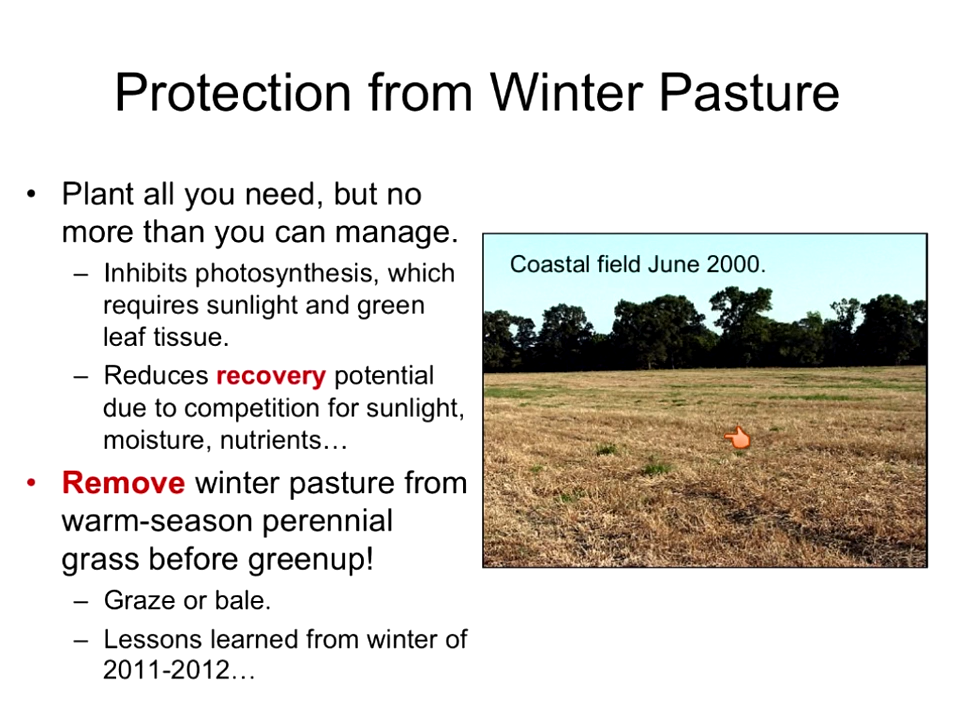 Protection from Winter Pasture
• Plant all you need, but no
more than you can manage.
– Inhibits photosynthesis, which
requires sunlight and green
leaf tissue.
– Reduces recovery potential
due to competition for sunlight,
moisture, nutrients…
• Remove winter pasture from
warm-season perennial
grass before greenup!
– Graze or bale.
– Lessons learned from winter of
2011-2012…
Coastal field June 2000.